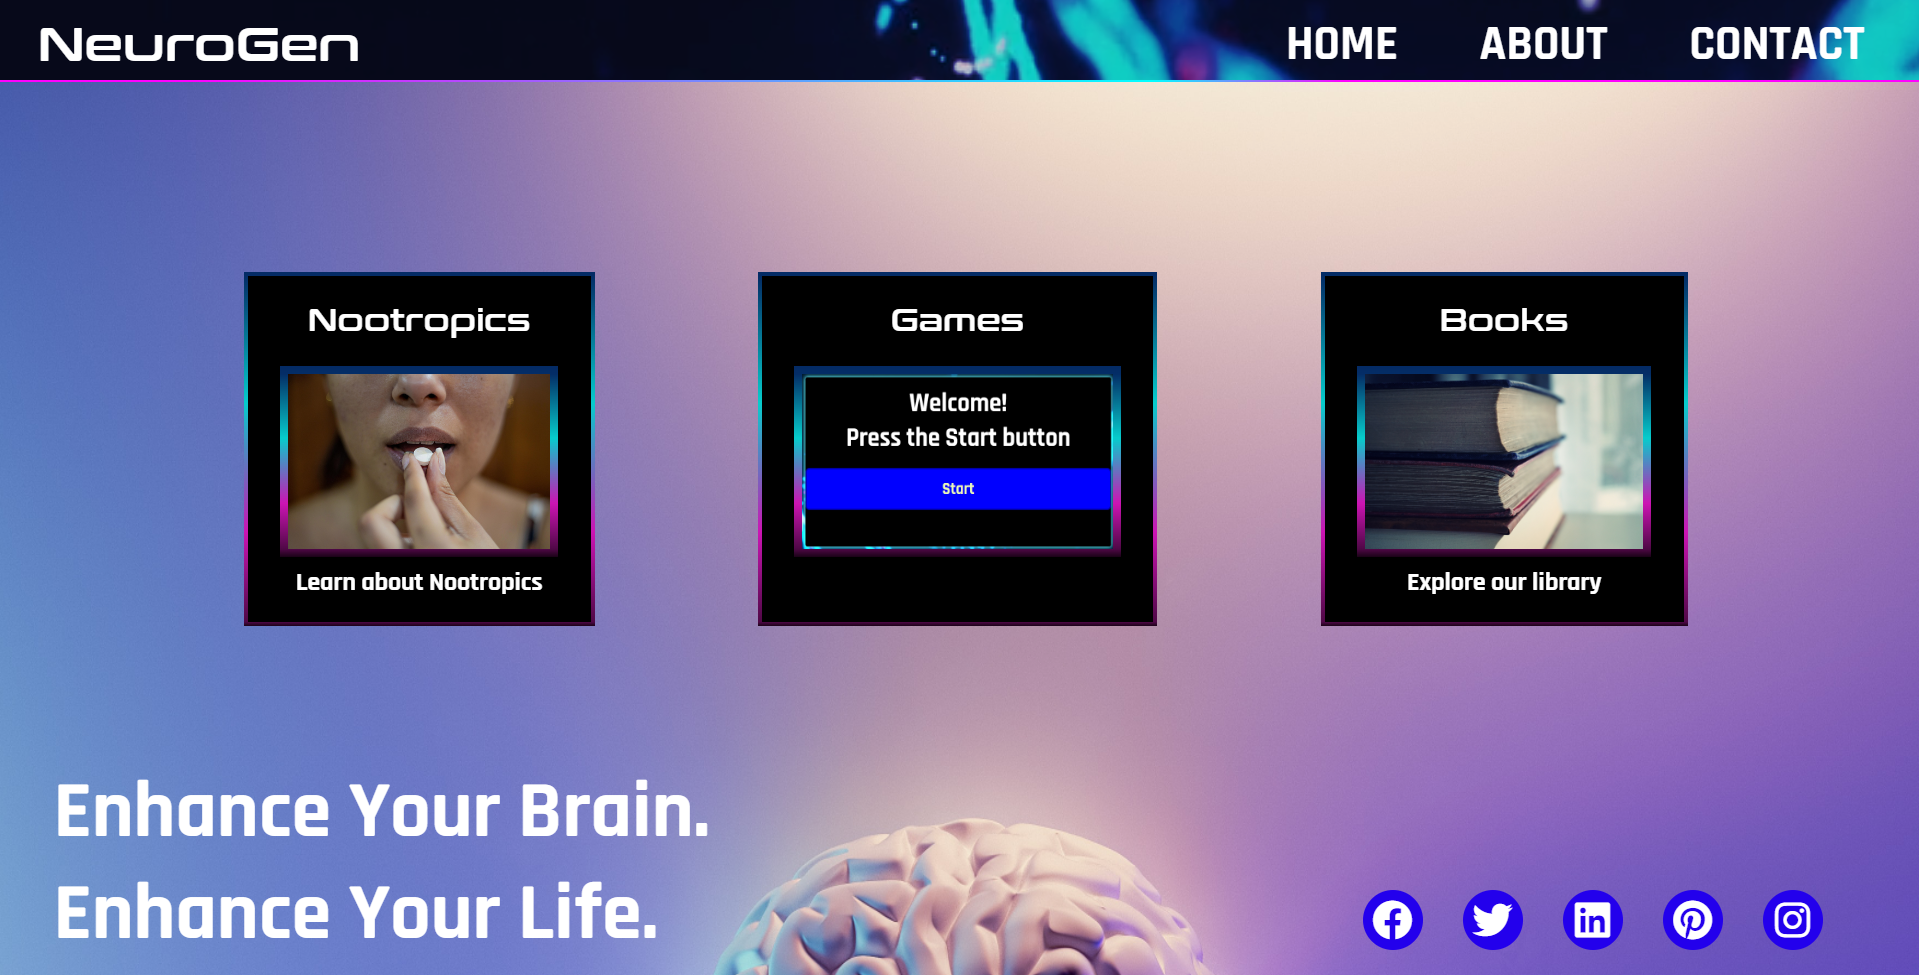 NeuroGen
HOME
ABOUT
CONTACT
Nootropics
Learn about Nootropics
Games
Welcome!
Press the Start button
Start
Books
Explore our library
Enhance Your Brain.
Enhance Your Life.